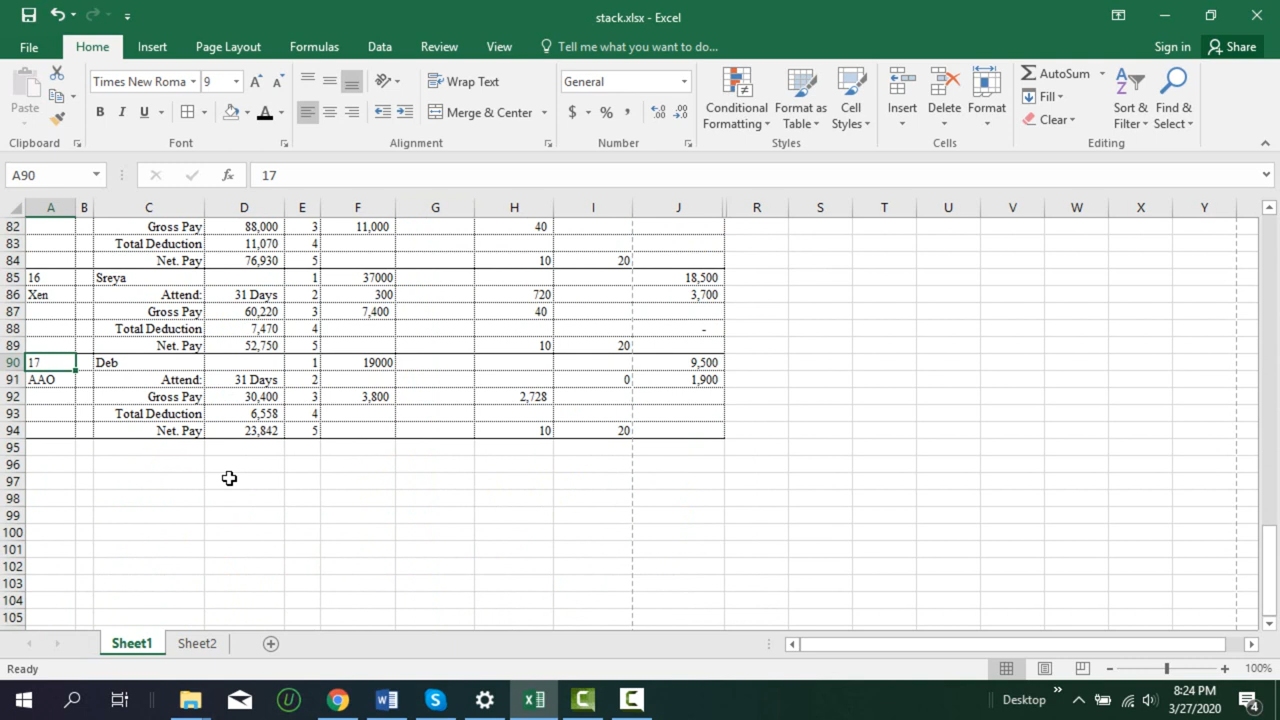 stack.xlsx - Excel
File Home Insert Page Layout Formulas Data Review View Tell me what you want to do... Sign in Share
Times New Roma 9 Wrap Text General AutoSum
Paste Conditional Format as Cell Insert Delete Format Fill Sort & Find &
B I U A Merge & Center $ % , Formatting Table Styles Clear Filter Select
Clipboard Font Alignment Number Styles Cells Editing
A90 fx 17
A B C D E F G H I J R S T U V W X Y
82 Gross Pay 88,000 3 11,000 40
83 Total Deduction 11,070 4
84 Net. Pay 76,930 5 10 20
85 16 Sreya 1 37000 18,500
86 Xen Attend: 31 Days 2 300 720 3,700
87 Gross Pay 60,220 3 7,400 40
88 Total Deduction 7,470 4 -
89 Net. Pay 52,750 5 10 20
90 17 Deb 1 19000 9,500
91 AAO Attend: 31 Days 2 0 1,900
92 Gross Pay 30,400 3 3,800 2,728
93 Total Deduction 6,558 4
94 Net. Pay 23,842 5 10 20
95
96
97
98
99
100
101
102
103
104
105
Sheet1 Sheet2
Ready 100%
Desktop 8:24 PM
3/27/2020 4